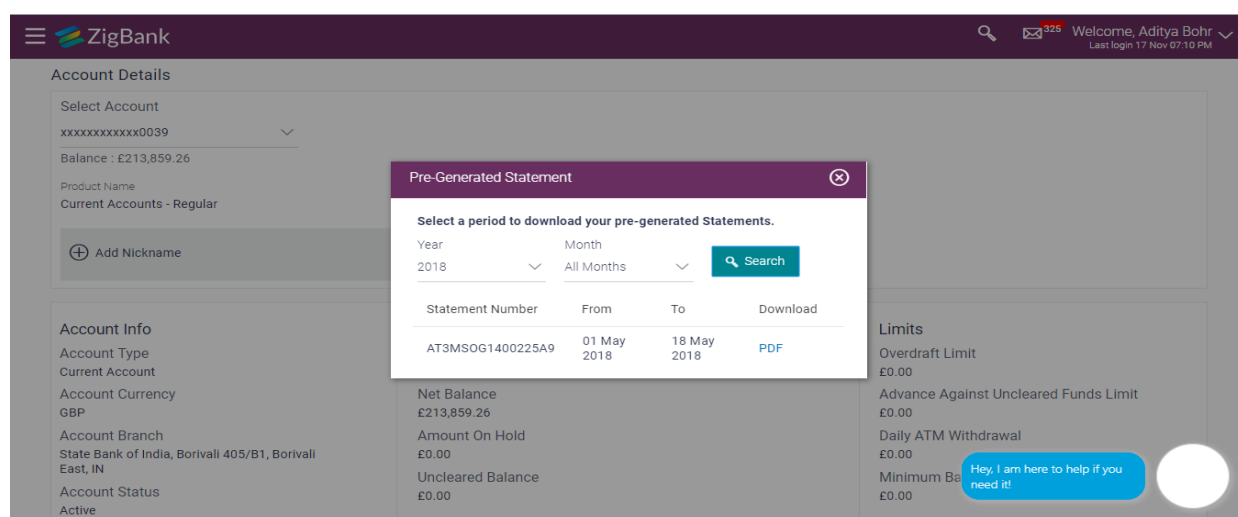 ZigBank
325
Welcome, Aditya Bohr
Last login 17 Nov 07:10 PM
Account Details
Select Account
xxxxxxxxxxxx0039
Balance : £213,859.26
Product Name
Current Accounts - Regular
Add Nickname
Pre-Generated Statement
Select a period to download your pre-generated Statements.
Year Month
2018 All Months Search
Statement Number From To Download
AT3MSOG1400225A9 01 May 2018 18 May 2018 PDF
Account Info
Account Type
Current Account
Account Currency
GBP
Account Branch
State Bank of India, Borivali 405/B1, Borivali
East, IN
Account Status
Active
Net Balance
£213,859.26
Amount On Hold
£0.00
Uncleared Balance
£0.00
Limits
Overdraft Limit
£0.00
Advance Against Uncleared Funds Limit
£0.00
Daily ATM Withdrawal
£0.00
Minimum
£0.00
Hey, I am here to help if you
need it!